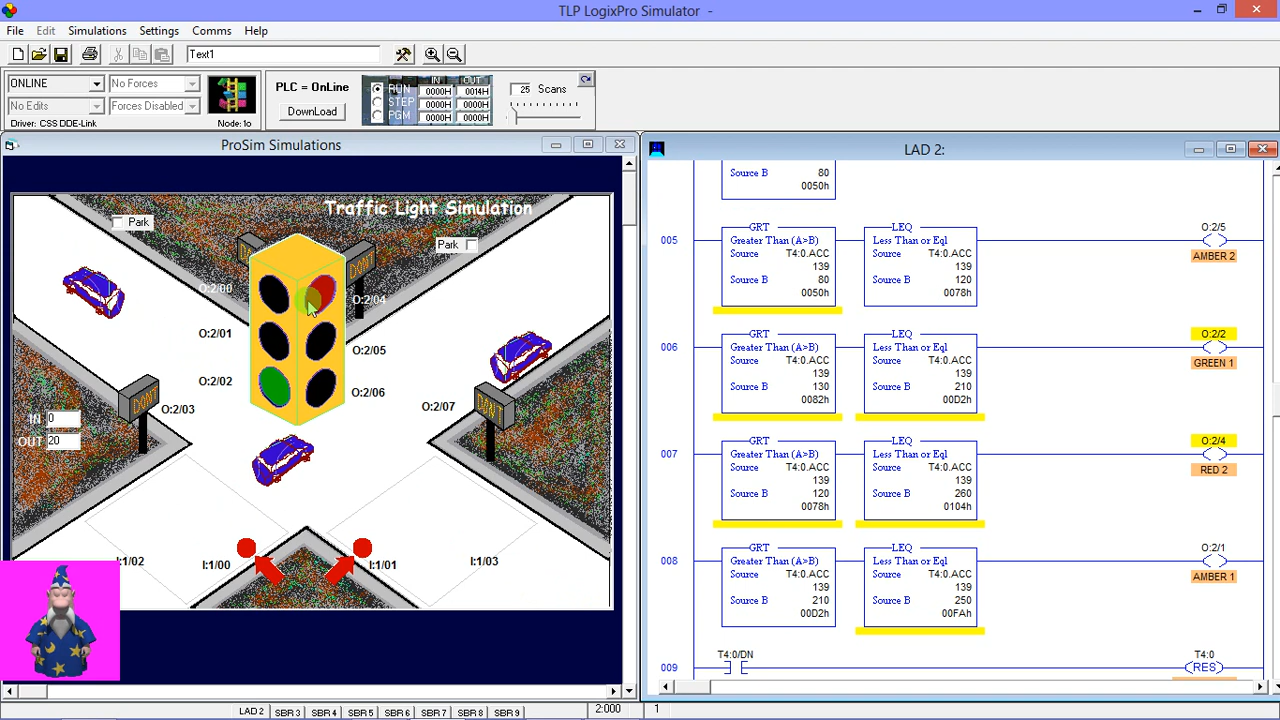 TLP LogixPro Simulator -
File Edit Simulations Settings Comms Help
Text1
ONLINE No Forces
No Edits Forces Disabled
Driver: CSS DDE-Link Node: 1o
PLC = OnLine
DownLoad
IN OUT
RUN 0000H 0014H
STEP 0000H 0000H
PGM 0000H 0000H
25 Scans
ProSim Simulations
Traffic Light Simulation
Park
Park
DONT
O:2/00 O:2/04
O:2/01
O:2/05
O:2/02
O:2/06
DONT DONT
O:2/03 O:2/07
IN 0
OUT 20
I:1/00 I:1/01 I:1/03
LAD 2:
Source B 80
0050h
005
GRT
Greater Than (A>B)
Source T4:0.ACC
139
Source B 80
0050h
LEQ
Less Than or Eql
Source T4:0.ACC
139
Source B 120
0078h
O:2/5
AMBER 2
006
GRT
Greater Than (A>B)
Source T4:0.ACC
139
Source B 130
0082h
LEQ
Less Than or Eql
Source T4:0.ACC
139
Source B 210
00D2h
O:2/2
GREEN 1
007
GRT
Greater Than (A>B)
Source T4:0.ACC
139
Source B 120
0078h
LEQ
Less Than or Eql
Source T4:0.ACC
139
Source B 260
0104h
O:2/4
RED 2
008
GRT
Greater Than (A>B)
Source T4:0.ACC
139
Source B 210
00D2h
LEQ
Less Than or Eql
Source T4:0.ACC
139
Source B 250
00FAh
O:2/1
AMBER 1
009
T4:0/DN
T4:0
RES
LAD 2 SBR 3 SBR 4 SBR 5 SBR 6 SBR 7 SBR 8 SBR 9 2:000 1